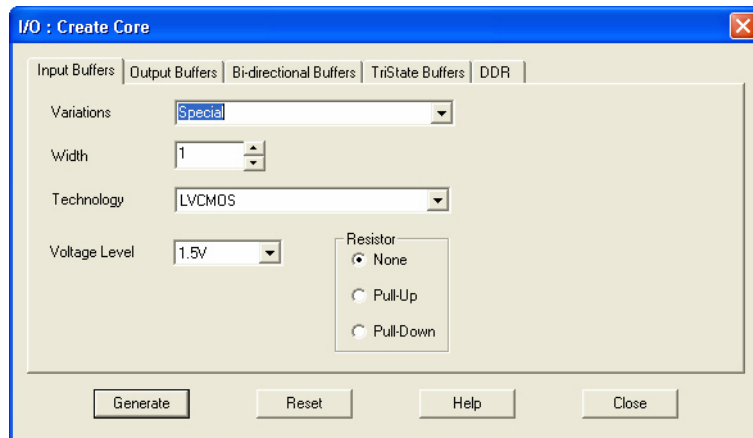 I/O : Create Core
Input Buffers Output Buffers Bi-directional Buffers TriState Buffers DDR
Variations Special
Width 1
Technology LVCMOS
Voltage Level 1.5V
Resistor
None
Pull-Up
Pull-Down
Generate Reset Help Close